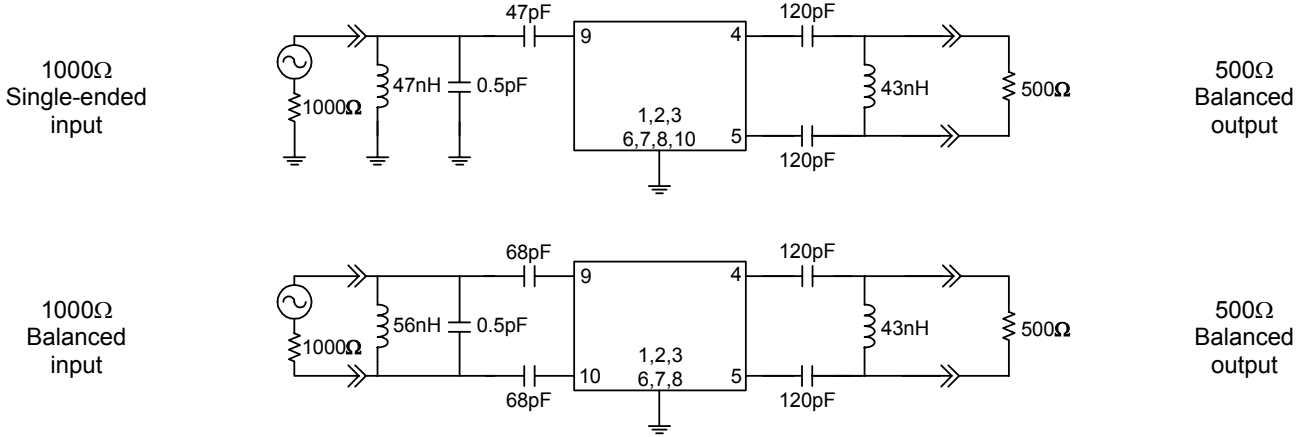 1000Ω
Single-ended
input
1000Ω
47nH
0.5pF
47pF
9
4
5
1,2,3
6,7,8,10
120pF
120pF
43nH
500Ω
500Ω
Balanced
output
1000Ω
Balanced
input
1000Ω
56nH
0.5pF
68pF
68pF
9
10
4
5
1,2,3
6,7,8
120pF
120pF
43nH
500Ω
500Ω
Balanced
output